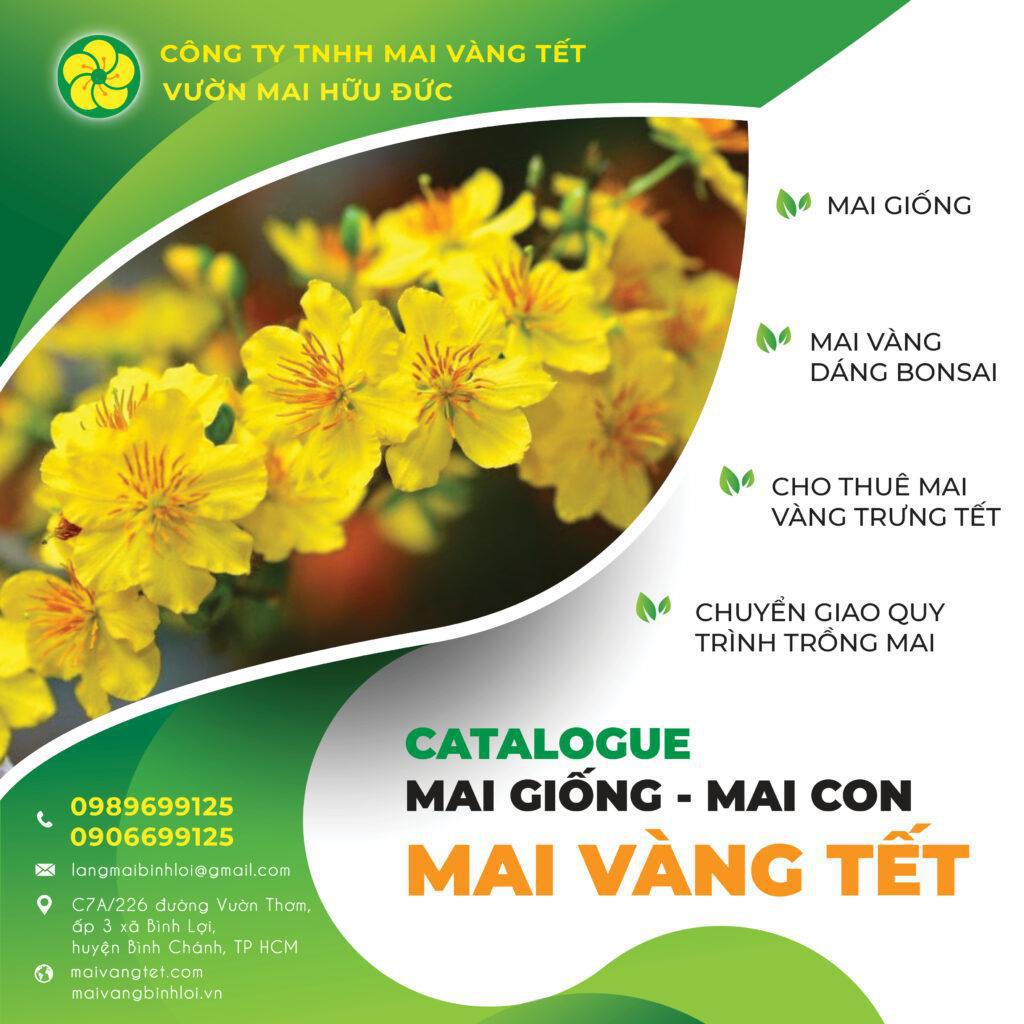 CÔNG TY TNHH MAI VÀNG TẾT
VƯỜN MAI HỮU ĐỨC
MAI GIỐNG
MAI VÀNG
DÁNG BONSAI
CHO THUÊ MAI
VÀNG TRƯNG TẾT
CHUYỂN GIAO QUY
TRÌNH TRỒNG MAI
CATALOGUE
MAI GIỐNG - MAI CON
MAI VÀNG TẾT
0989699125
0906699125
langmaibinhloi@gmail.com
C7A/226 đường Vườn Thơm,
ấp 3 xã Bình Lợi,
huyện Bình Chánh, TP HCM
maivangtet.com
maivangbinhloi.vn